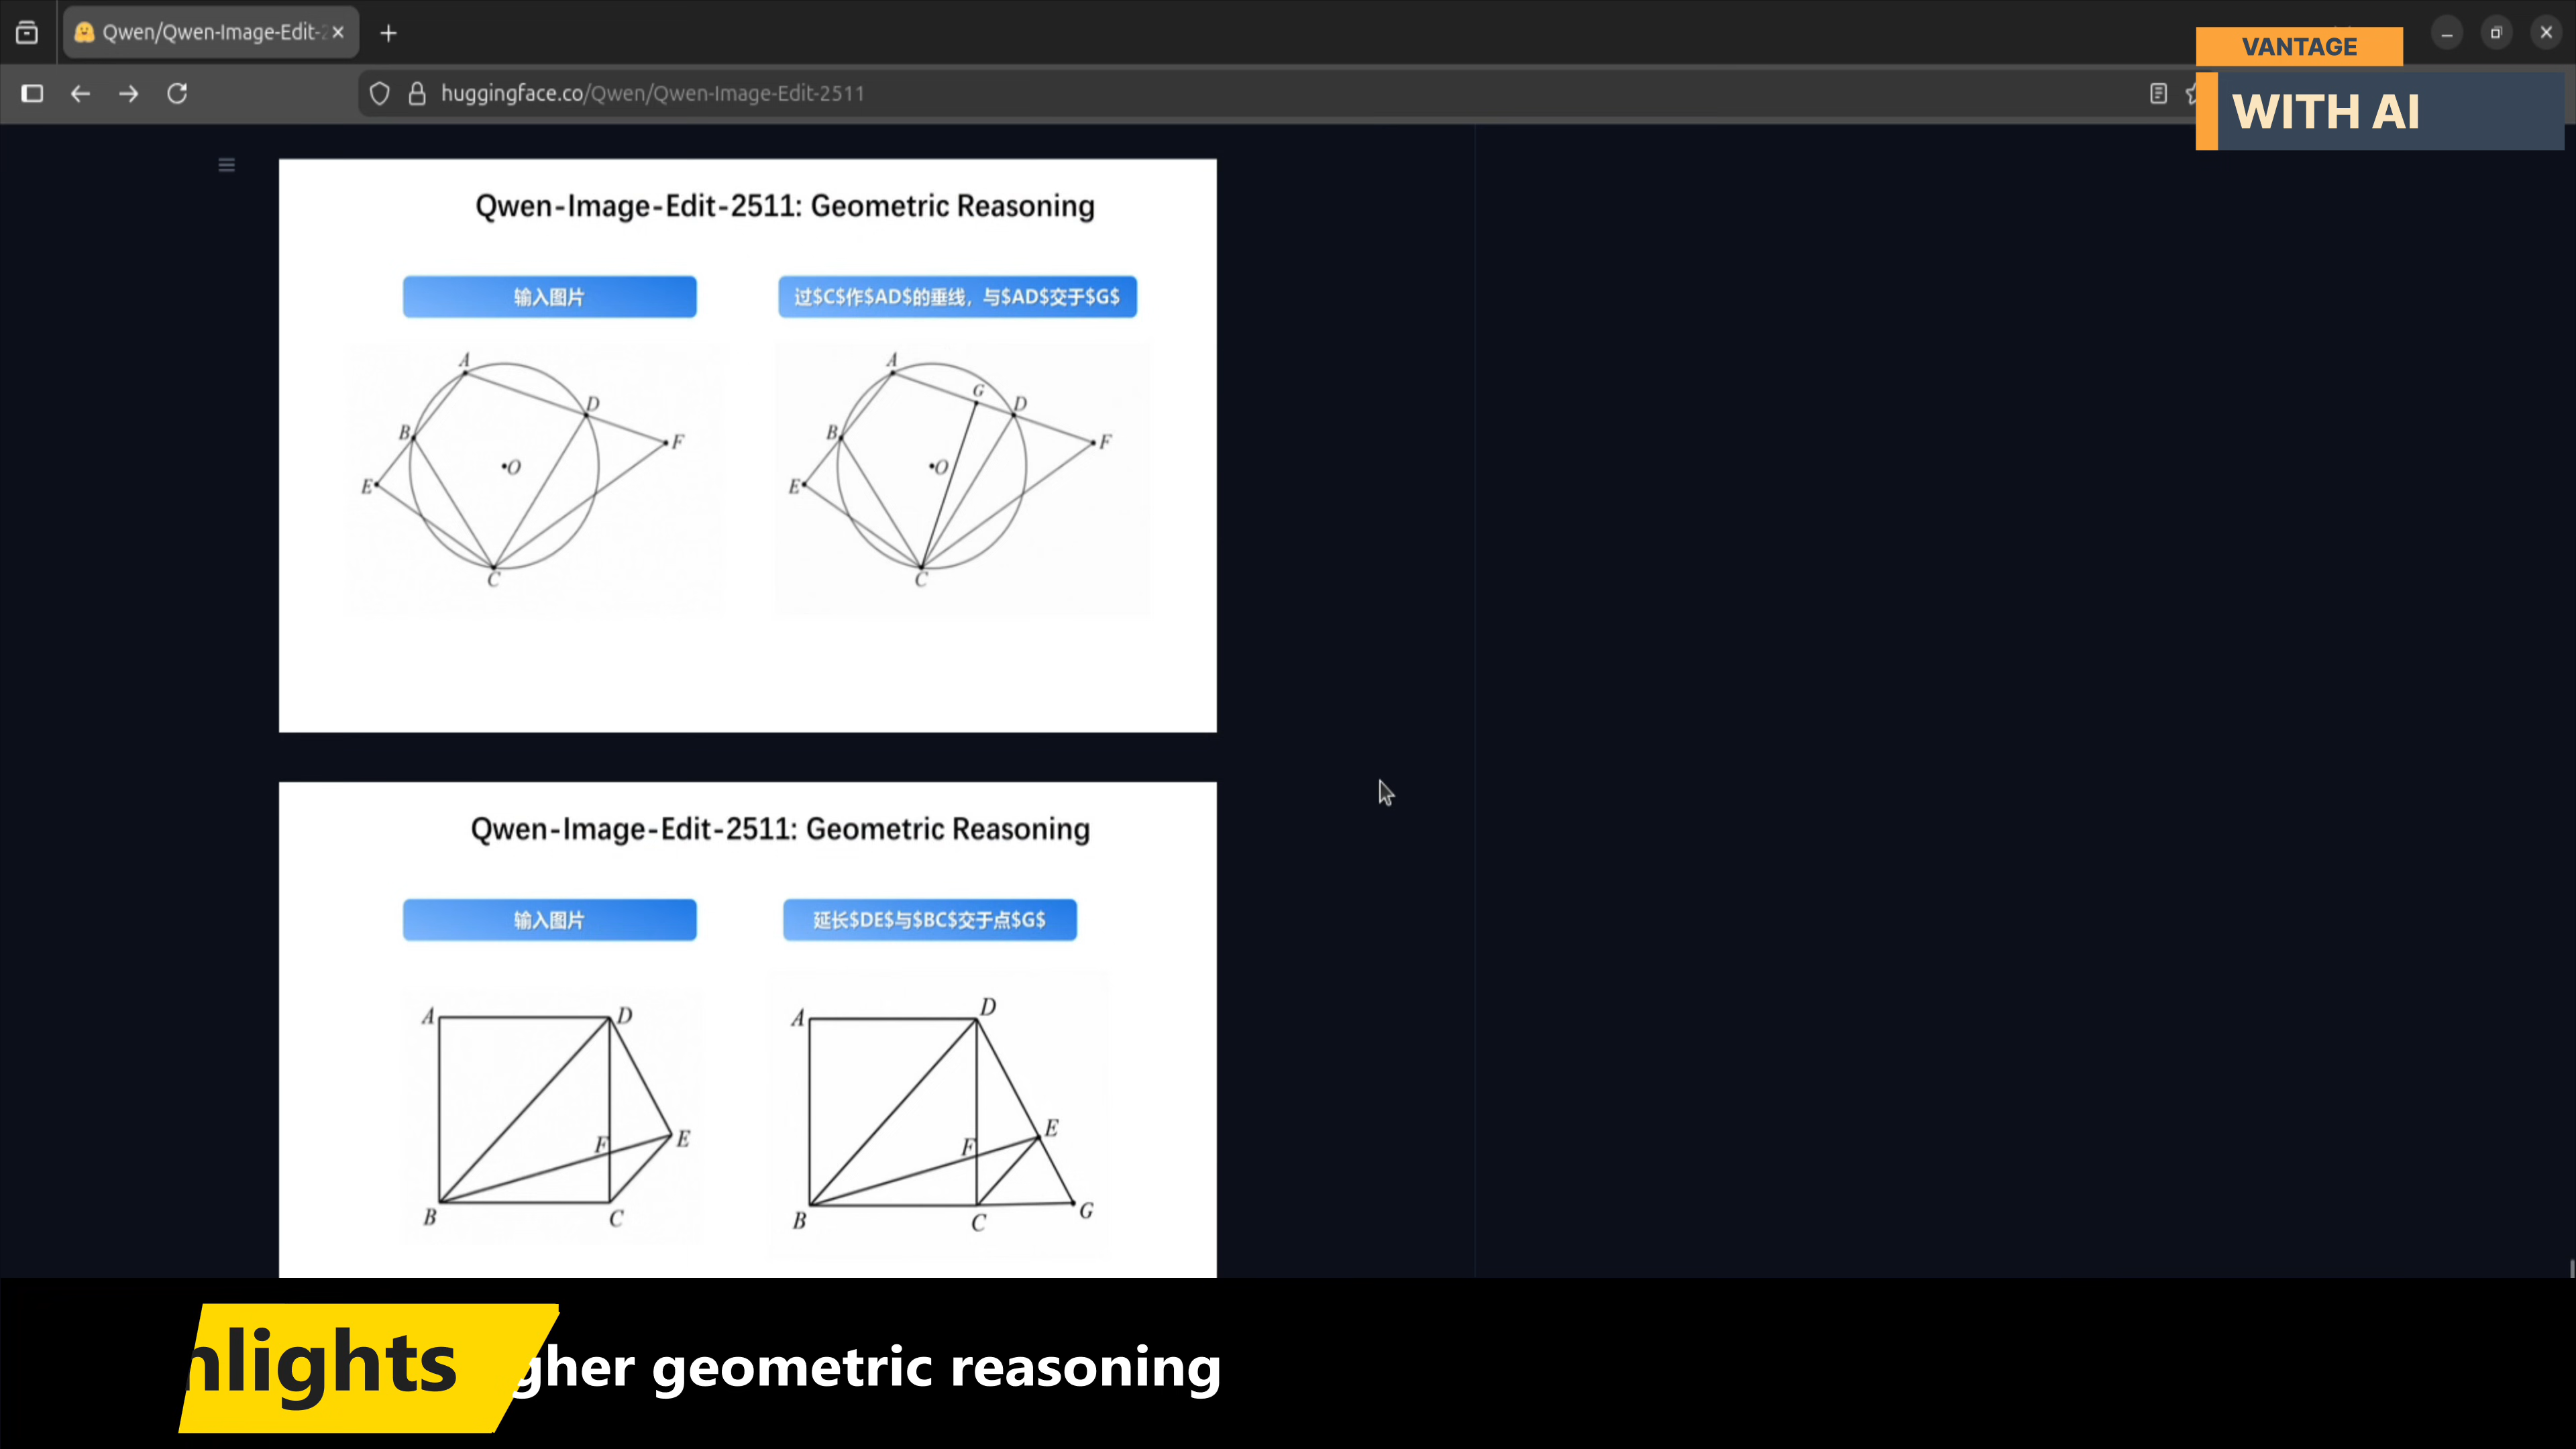 Qwen/Qwen-Image-Edit-2
VANTAGE
huggingface.co/Qwen/Qwen-Image-Edit-2511
WITH AI
Qwen-Image-Edit-2511: Geometric Reasoning
输入图片
过$C$作$AD$的垂线，与$AD$交于$G$
A
D
B
F
O
E
C
A
G
D
B
F
O
E
C
Qwen-Image-Edit-2511: Geometric Reasoning
输入图片
延长$DE$与$BC$交于点$G$
A
D
F
E
B
C
A
D
E
F
G
B
C
hlights
gher geometric reasoning